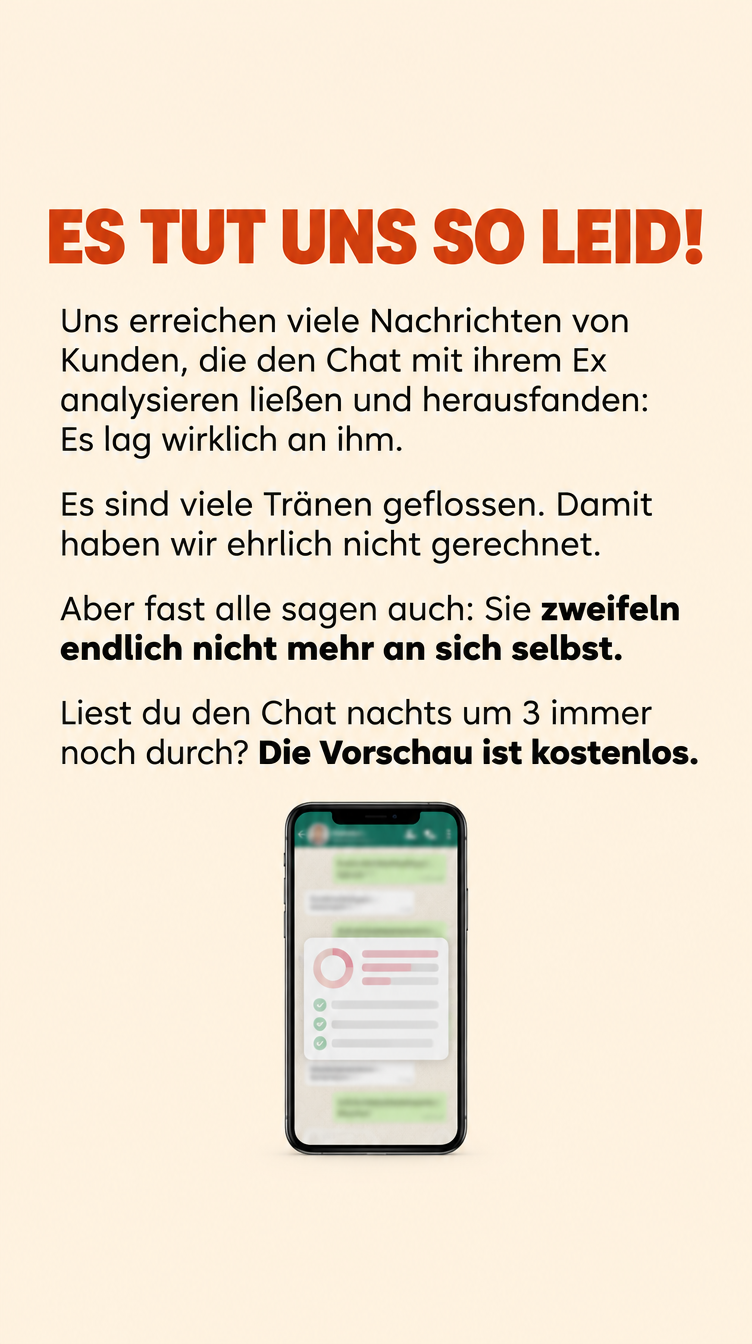 ES TUT UNS SO LEID!
Uns erreichen viele Nachrichten von
Kunden, die den Chat mit ihrem Ex
analysieren ließen und herausfanden:
Es lag wirklich an ihm.
Es sind viele Tränen geflossen. Damit
haben wir ehrlich nicht gerechnet.
Aber fast alle sagen auch: Sie zweifeln
endlich nicht mehr an sich selbst.
Liest du den Chat nachts um 3 immer
noch durch? Die Vorschau ist kostenlos.